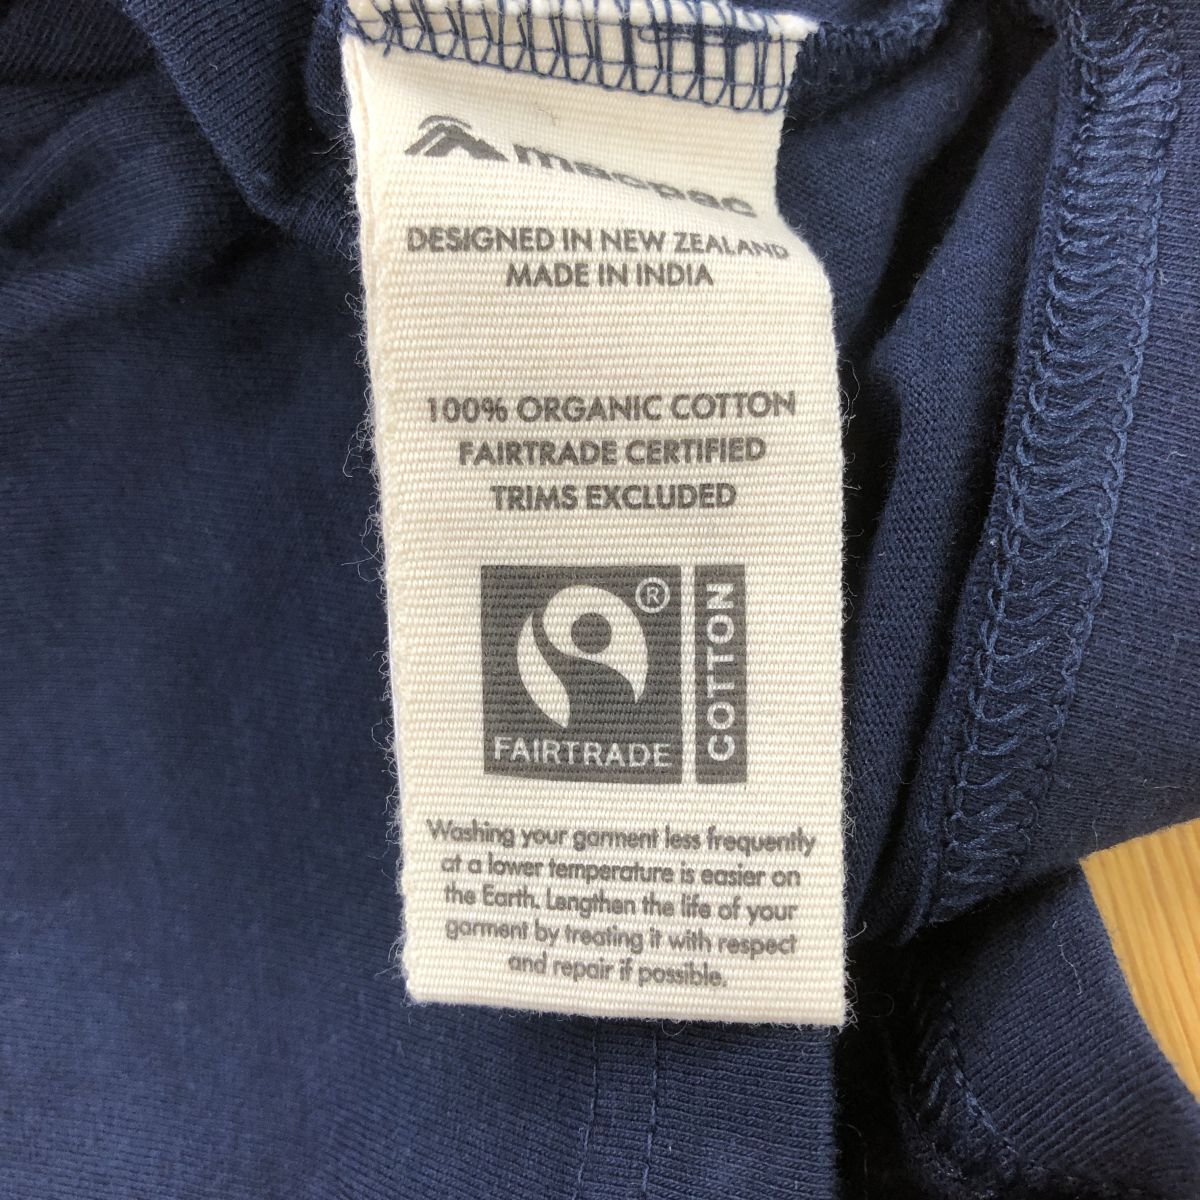 macpac
DESIGNED IN NEW ZEALAND
MADE IN INDIA
100% ORGANIC COTTON
FAIRTRADE CERTIFIED
TRIMS EXCLUDED
®
FAIRTRADE
COTTON
Washing your garment less frequently
at a lower temperature is easier on
the Earth. Lengthen the life of your
garment by treating it with respect
and repair if possible.